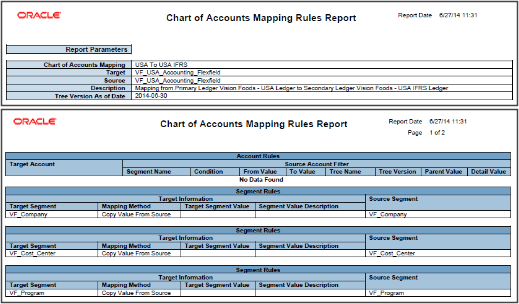 ORACLE
Chart of Accounts Mapping Rules Report
Report Date 6/27/14 11:31
Report Parameters
Chart of Accounts Mapping USA To USA IFRS
Target VF_USA_Accounting_Flexfield
Source VF_USA_Accounting_Flexfield
Description Mapping from Primary Ledger Vision Foods - USA Ledger to Secondary Ledger Vision Foods - USA IFRS Ledger
Tree Version As of Date 2014-06-30
ORACLE
Chart of Accounts Mapping Rules Report
Report Date 6/27/14 11:31
Page 1 of 2
Account Rules
Target Account Source Account Filter
Segment Name Condition From Value To Value Tree Name Tree Version Parent Value Detail Value
No Data Found
Segment Rules
Target Information Source Segment
Target Segment Mapping Method Target Segment Value Segment Value Description
VF_Company Copy Value From Source VF_Company
Segment Rules
Target Information Source Segment
Target Segment Mapping Method Target Segment Value Segment Value Description
VF_Cost_Center Copy Value From Source VF_Cost_Center
Segment Rules
Target Information Source Segment
Target Segment Mapping Method Target Segment Value Segment Value Description
VF_Program Copy Value From Source VF_Program